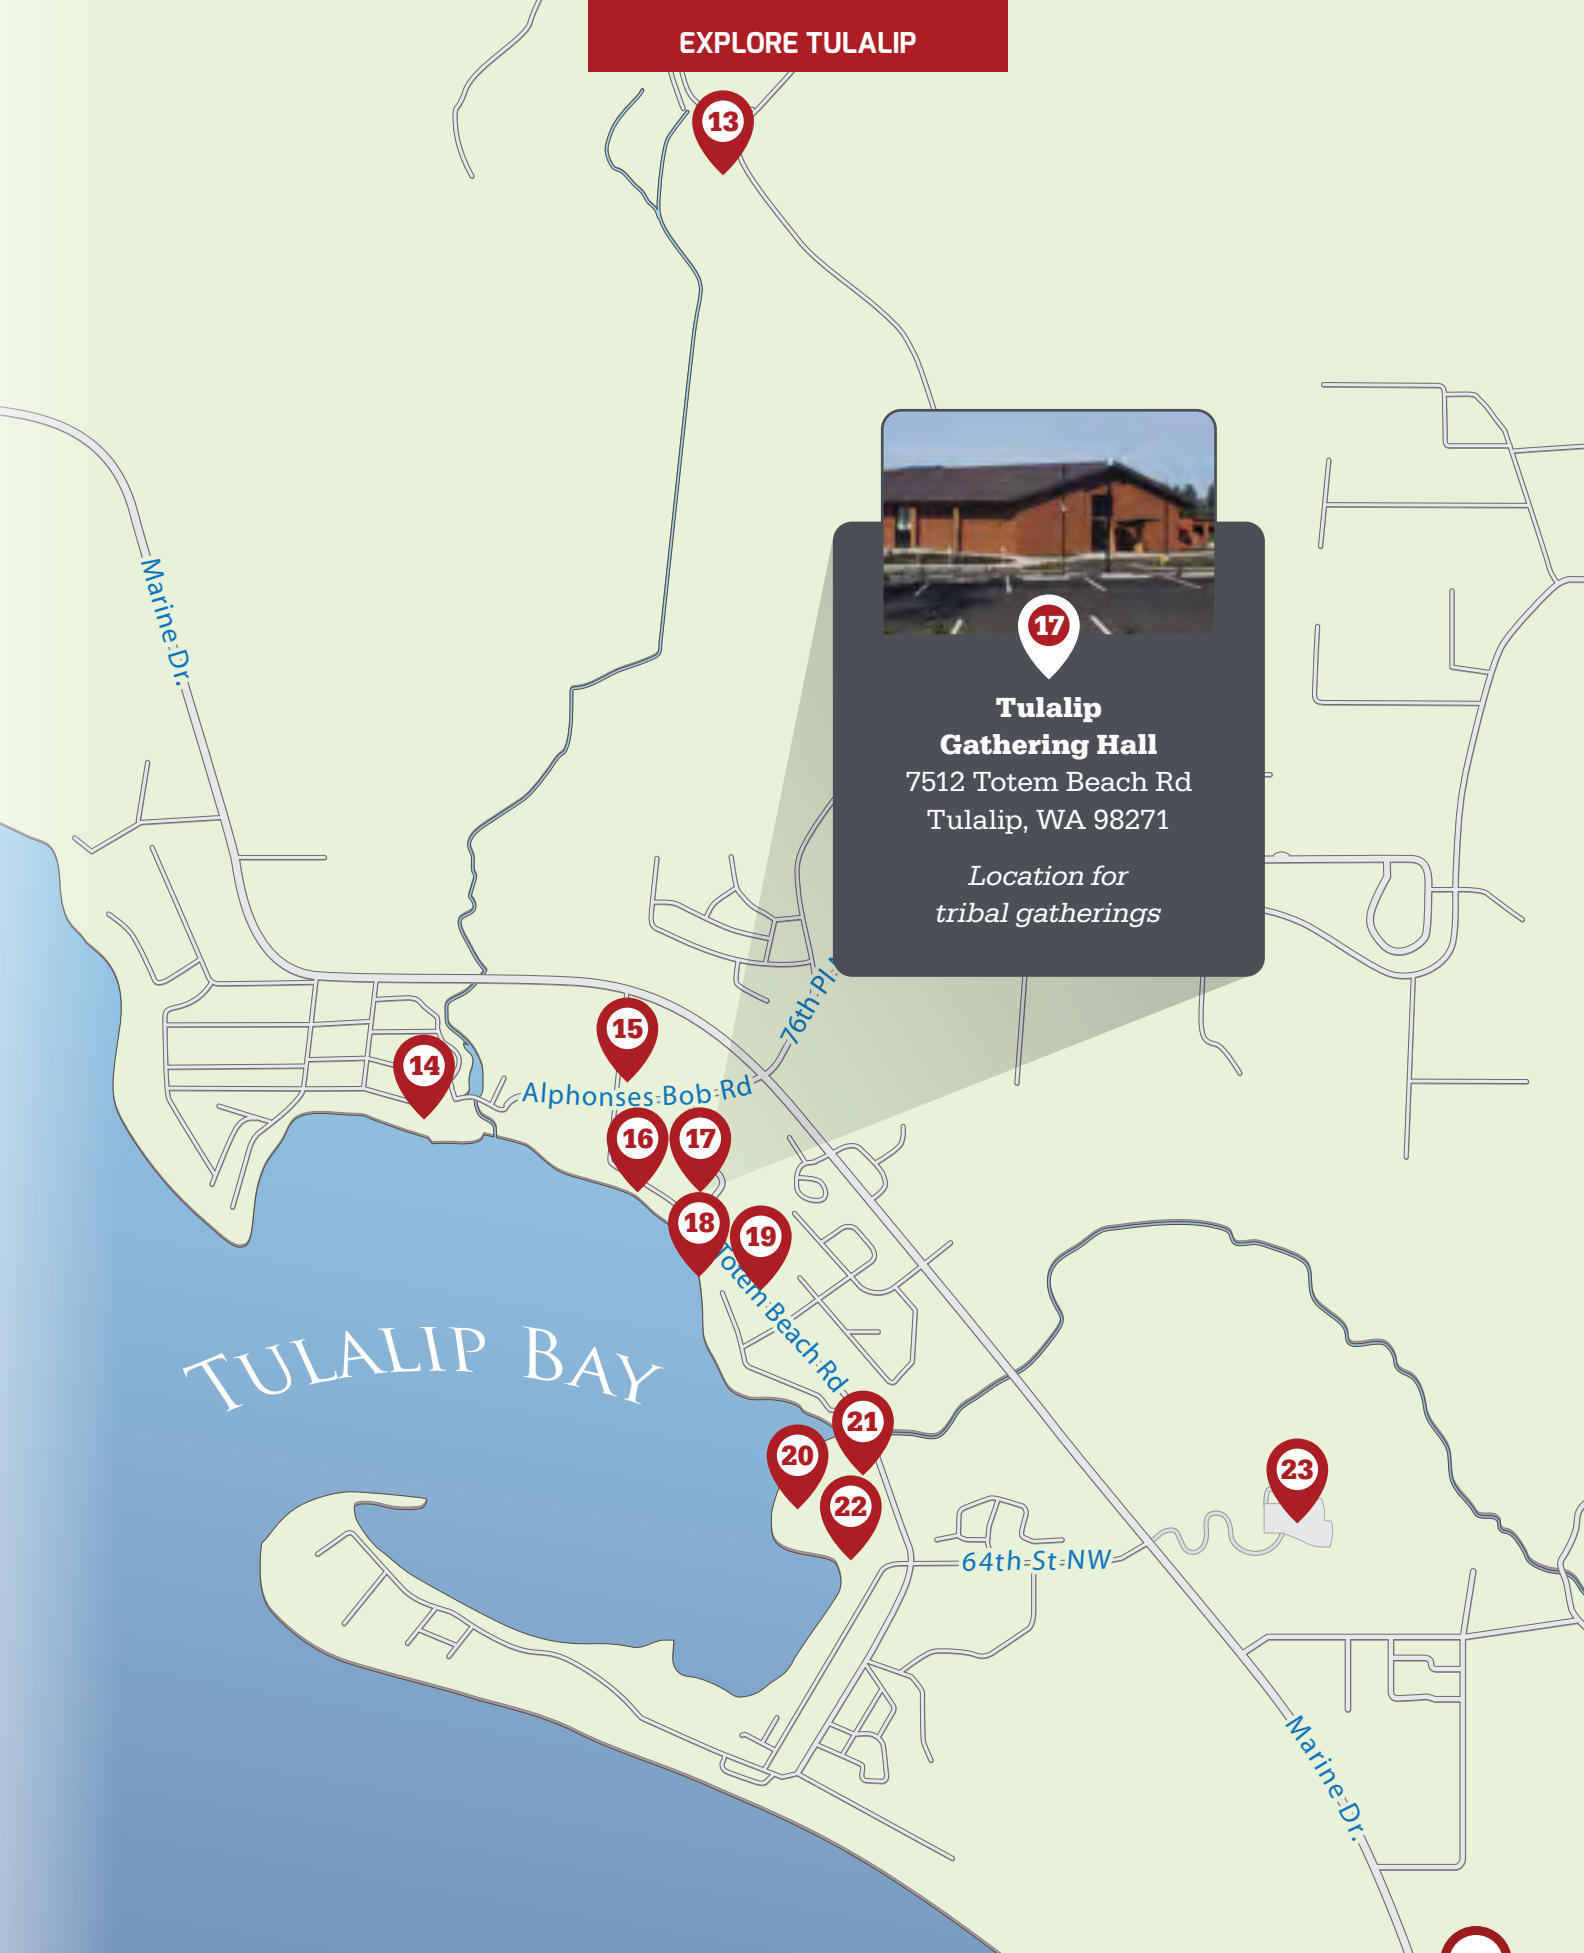 EXPLORE TULALIP
13
Marine Dr.
17
Tulalip
Gathering Hall
7512 Totem Beach Rd
Tulalip, WA 98271
Location for
tribal gatherings
76th Pl
15
14
Alphonses Bob Rd
16
17
18
19
Totem Beach Rd
TULALIP BAY
21
20
22
23
64th St NW
Marine Dr.